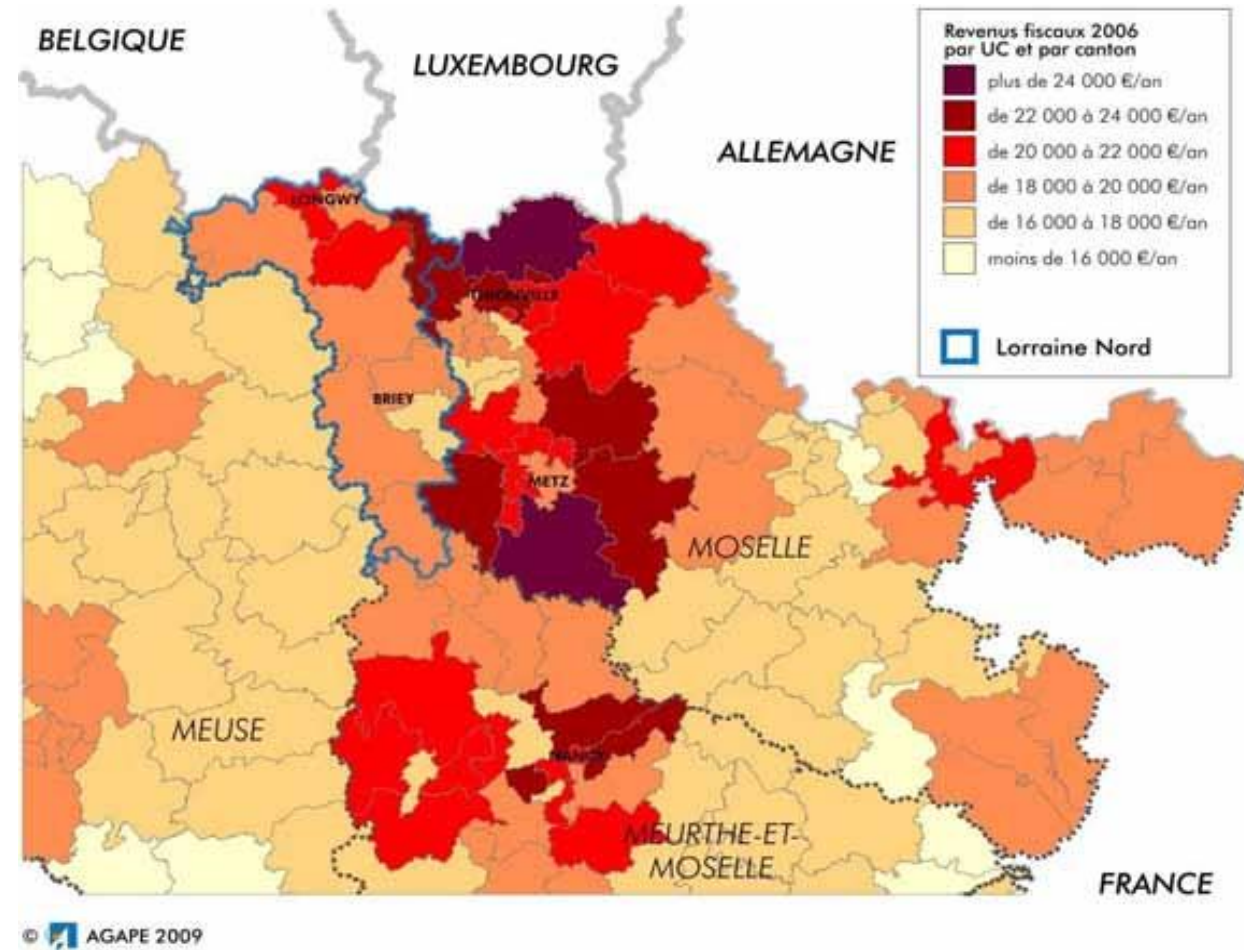 BELGIQUE
LUXEMBOURG
ALLEMAGNE
Revenus fiscaux 2006
par UC et par canton
plus de 24 000 €/an
de 22 000 à 24 000 €/an
de 20 000 à 22 000 €/an
de 18 000 à 20 000 €/an
de 16 000 à 18 000 €/an
moins de 16 000 €/an
Lorraine Nord
LONGWY
THIONVILLE
BRIEY
METZ
MOSELLE
MEUSE
NANCY
MEURTHE-ET-
MOSELLE
FRANCE
© AGAPE 2009